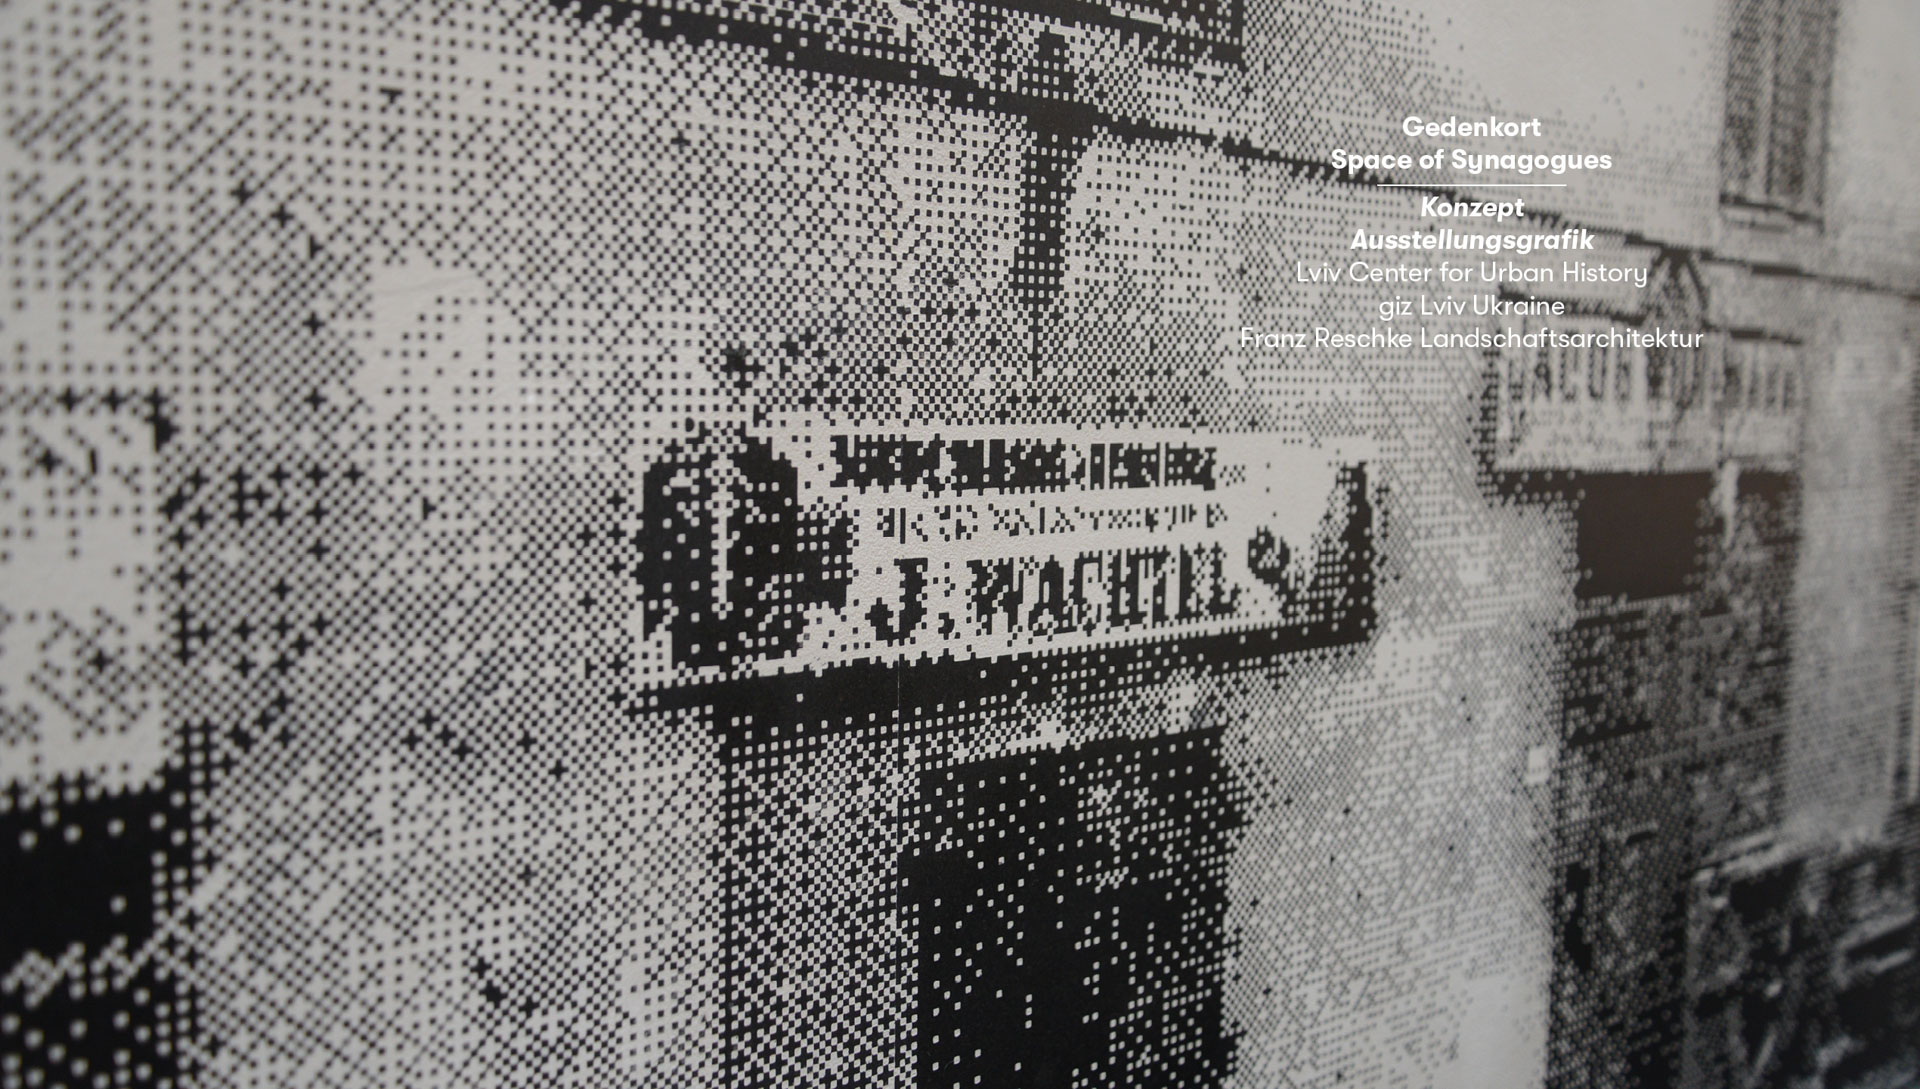 Gedenkort
Space of Synagogues
Konzept
Ausstellungsgrafik
Lviv Center for Urban History
giz Lviv Ukraine
Franz Reschke Landschaftsarchitektur
J. WACHTEL